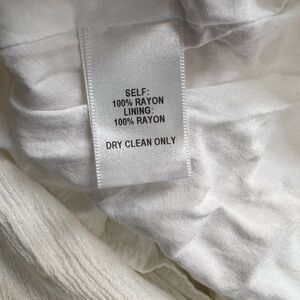 SELF:
100% RAYON
LINING:
100% RAYON
DRY CLEAN ONLY